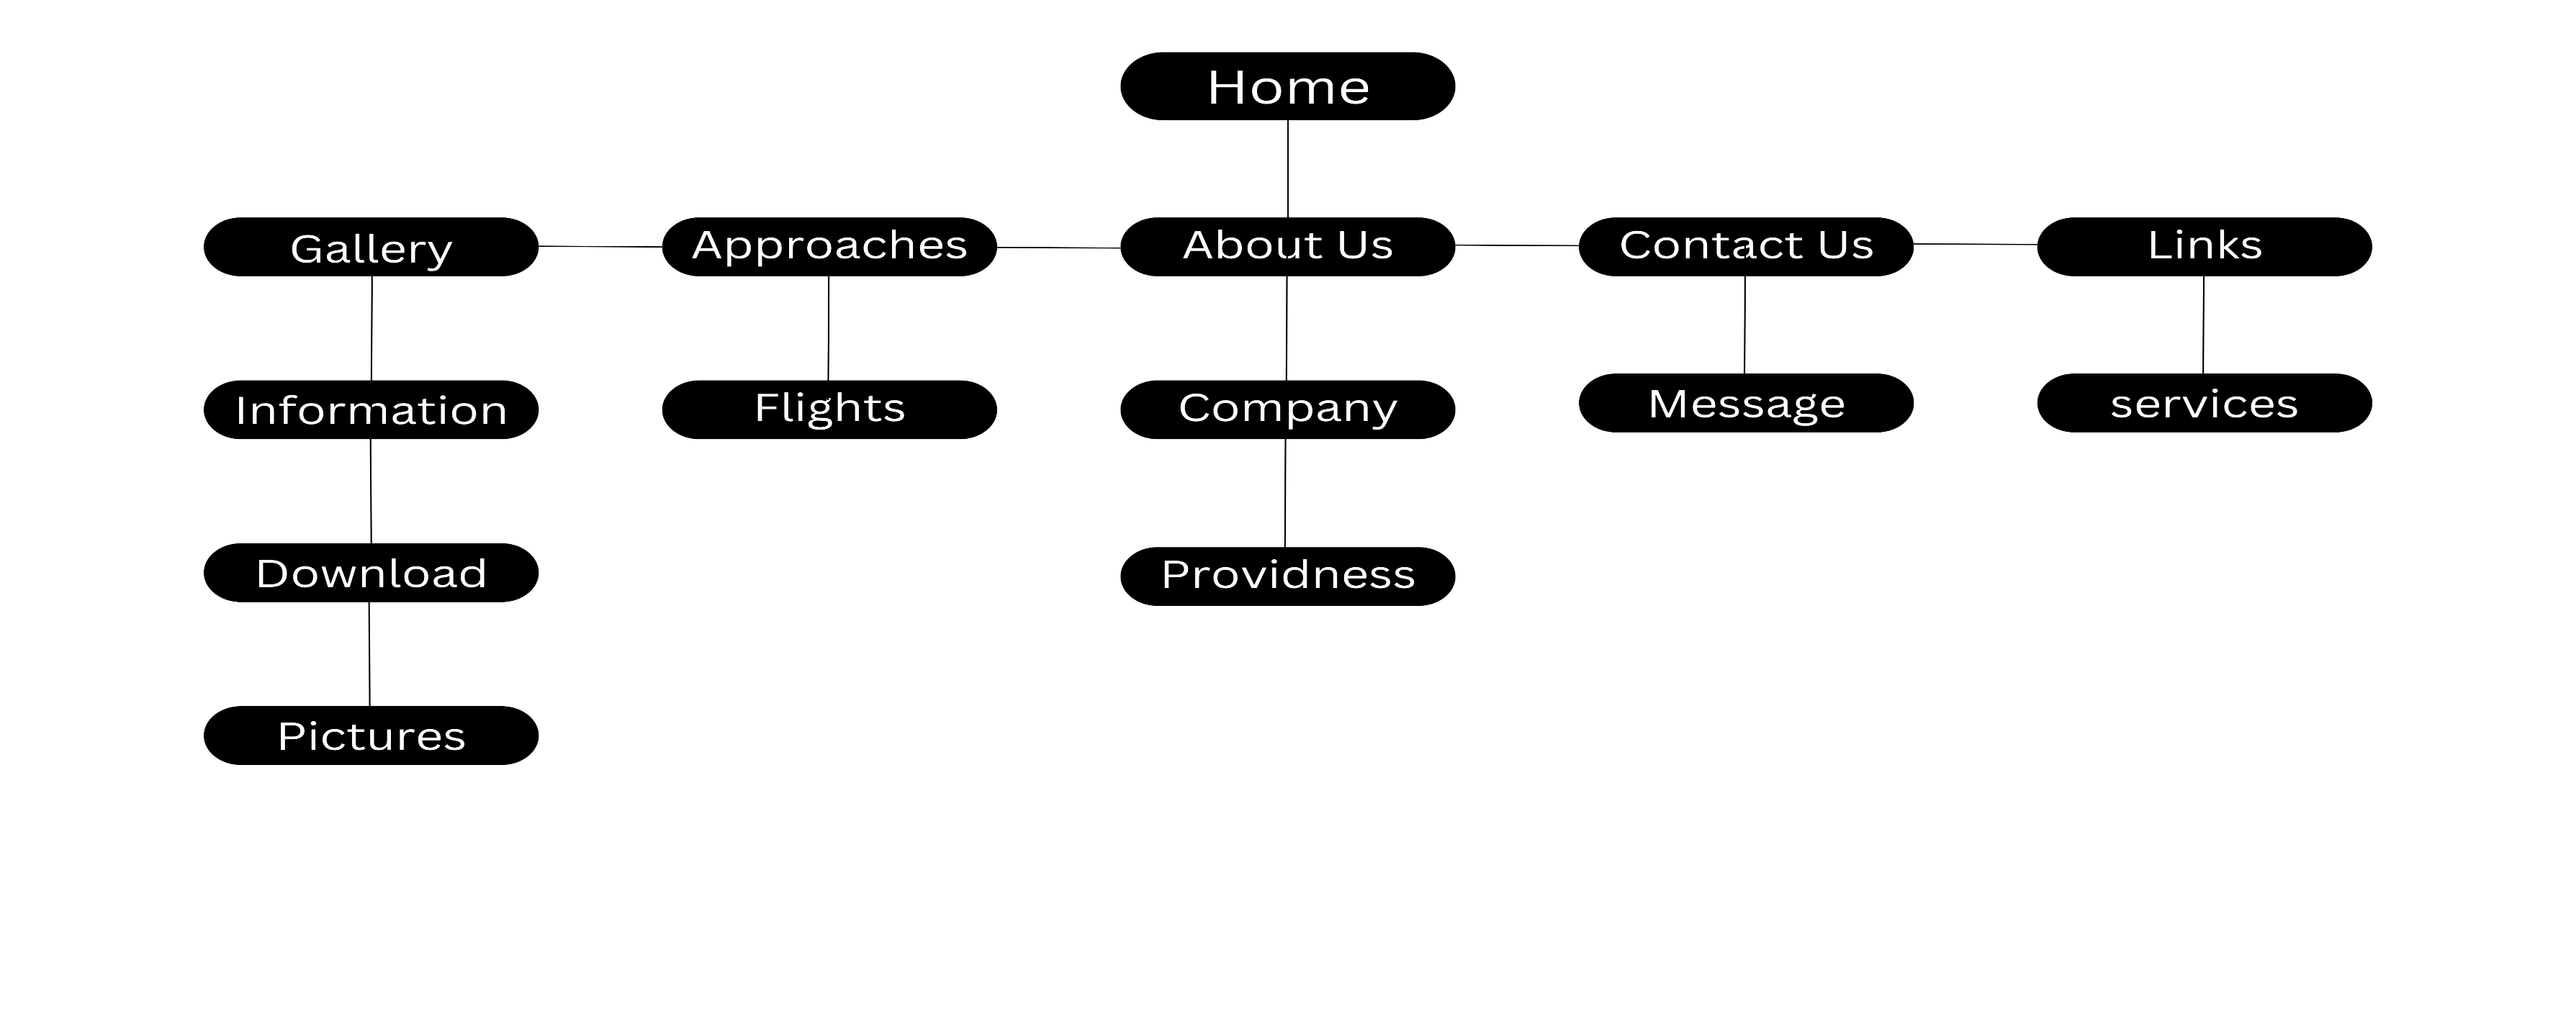 Home
Gallery
Approaches
About Us
Contact Us
Links
Information
Flights
Company
Message
services
Download
Providness
Pictures